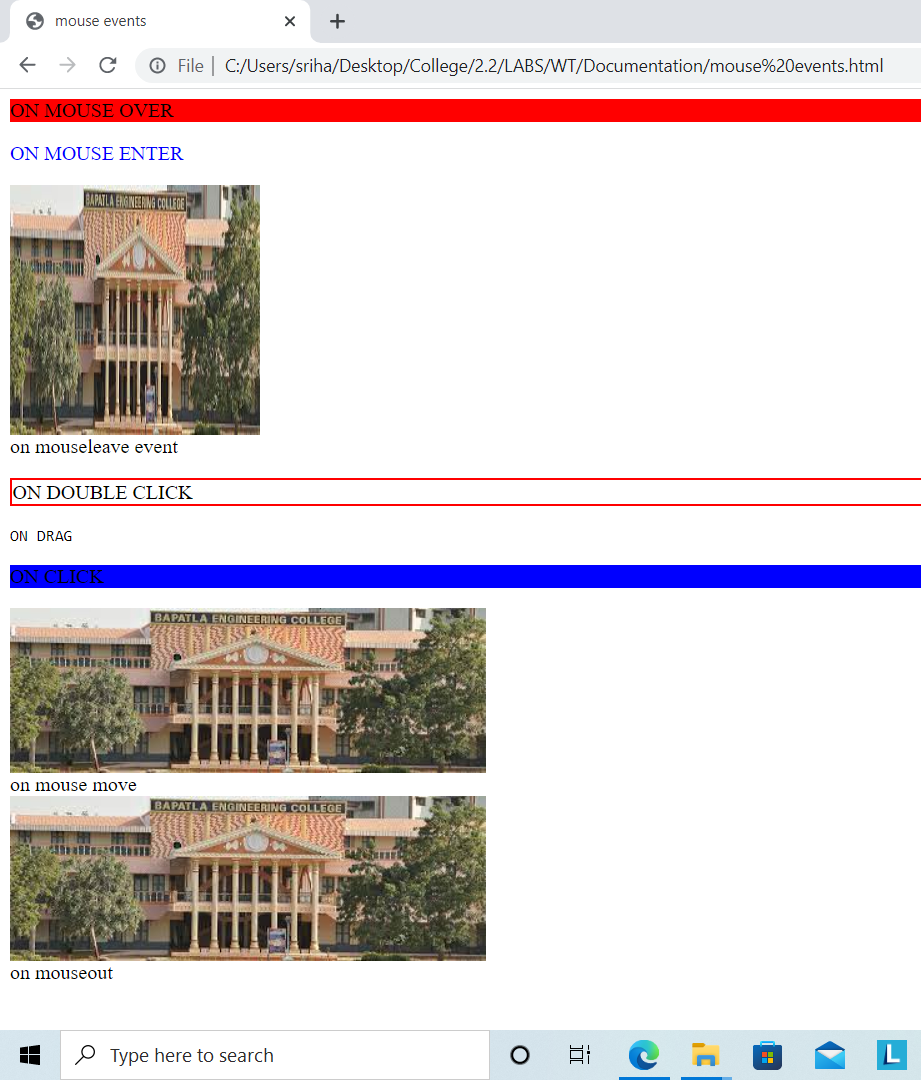 mouse events
File | C:/Users/sriha/Desktop/College/2.2/LABS/WT/Documentation/mouse%20events.html
ON MOUSE OVER
ON MOUSE ENTER
BAPATLA ENGINEERING COLLEGE
on mouseleave event
ON DOUBLE CLICK
ON DRAG
ON CLICK
BAPATLA ENGINEERING COLLEGE
on mouse move
BAPATLA ENGINEERING COLLEGE
on mouseout
Type here to search
L